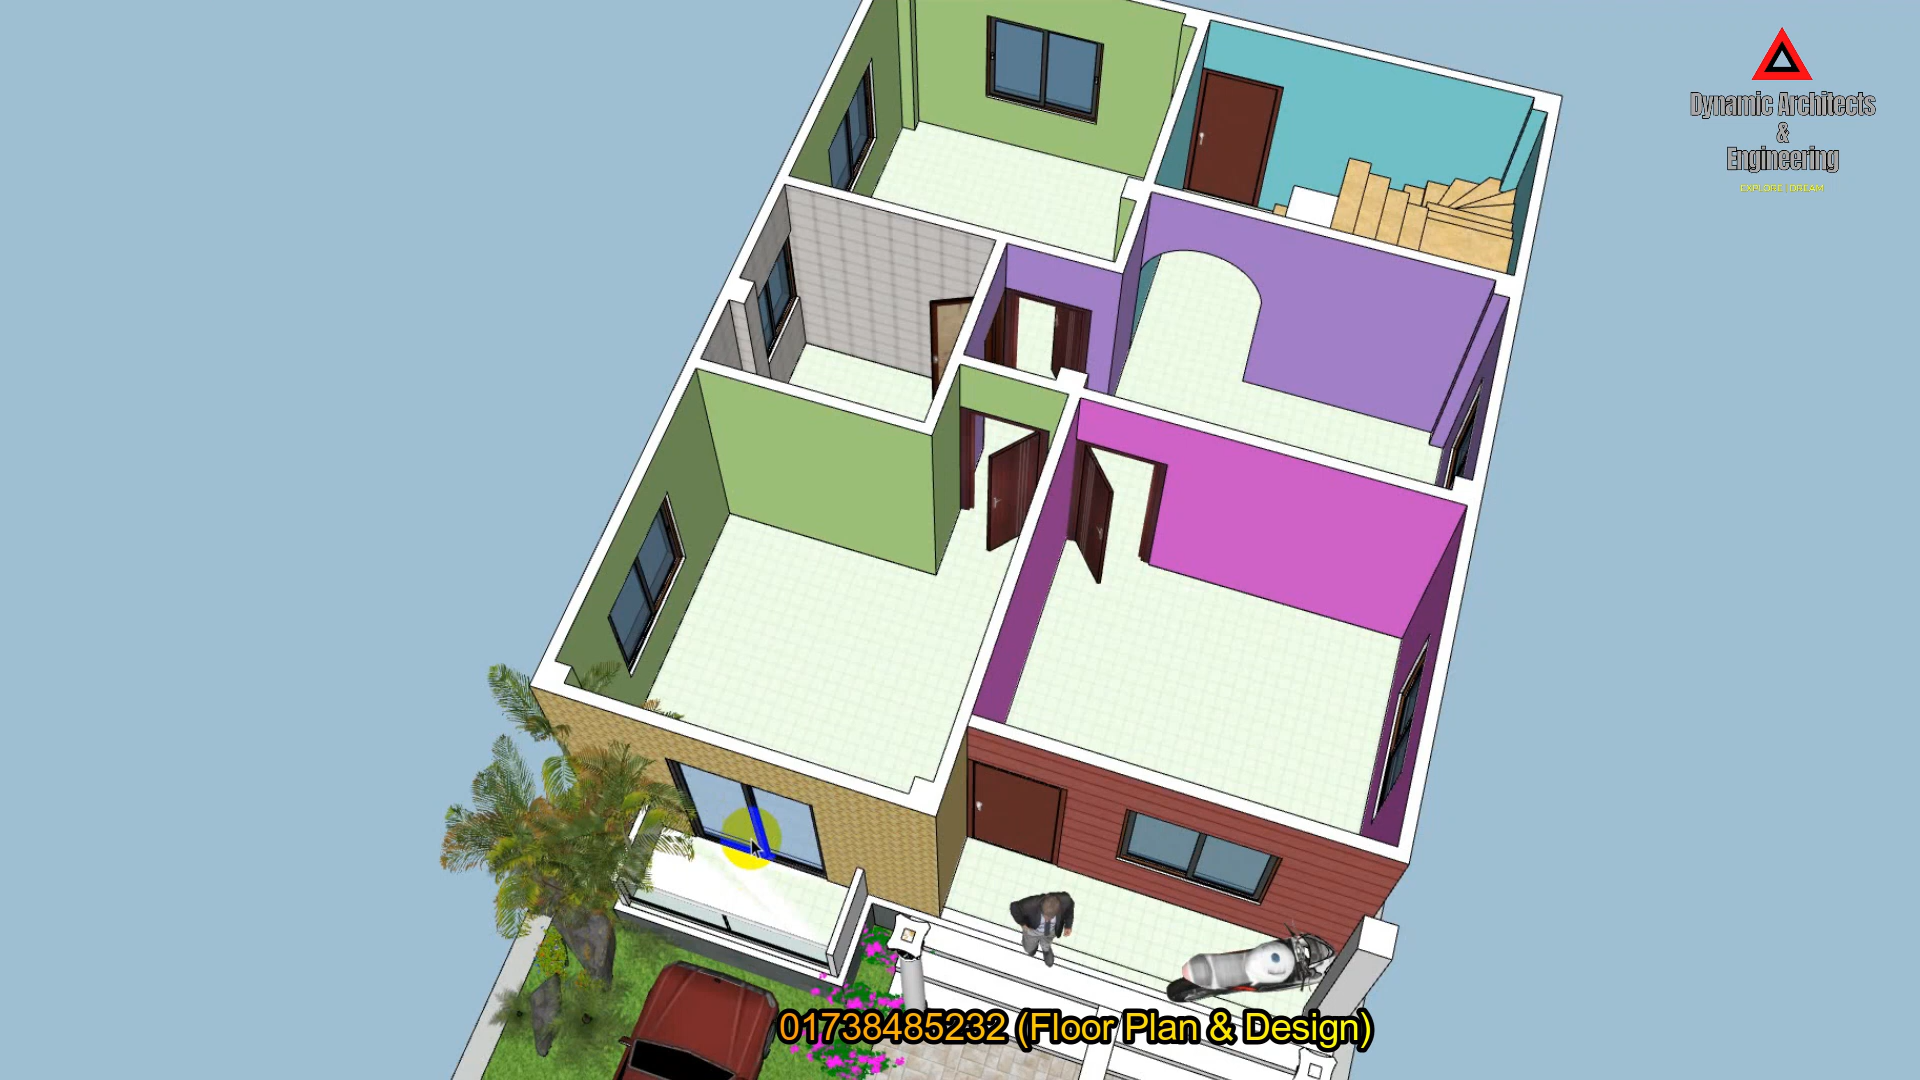 Dynamic Architects
&
Engineering
EXPLORE | DREAM
01738485232 (Floor Plan & Design)